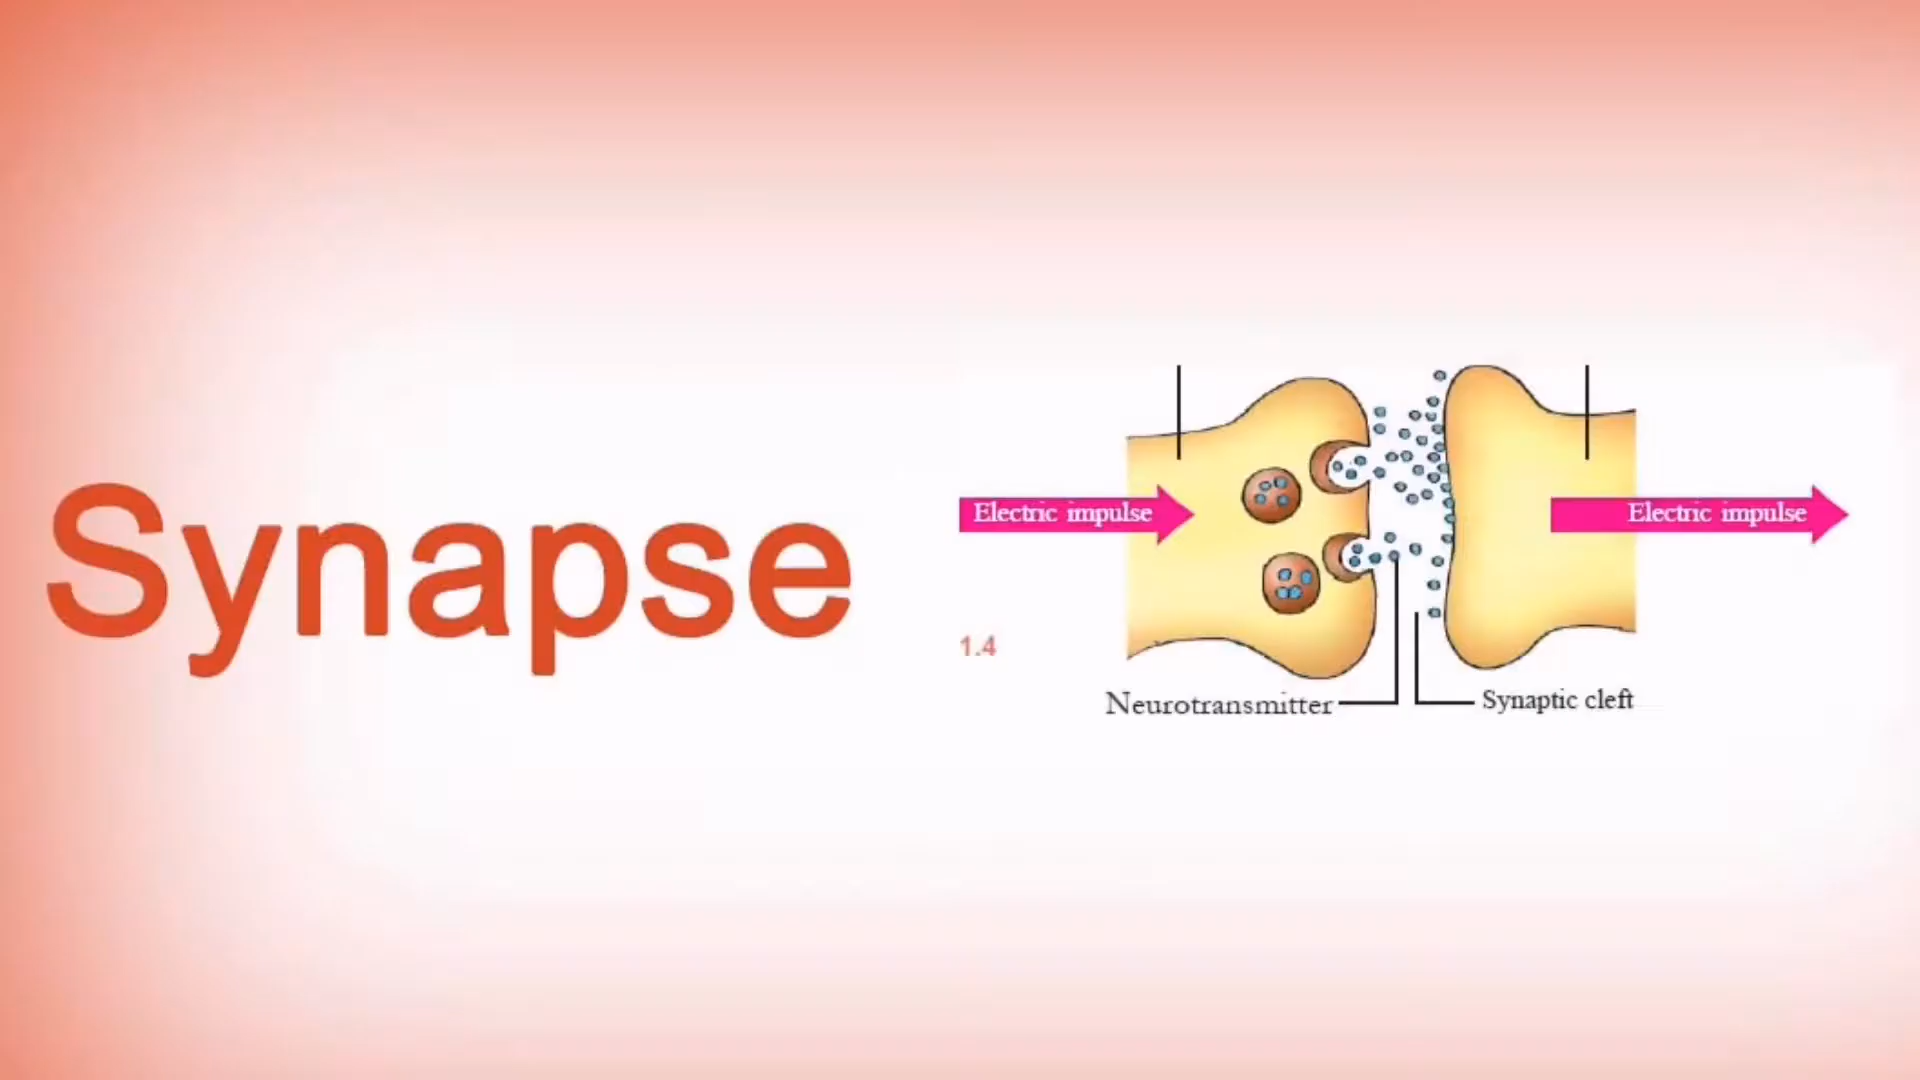 Synapse
Electric impulse
Electric impulse
1.4
Neurotransmitter
Synaptic cleft